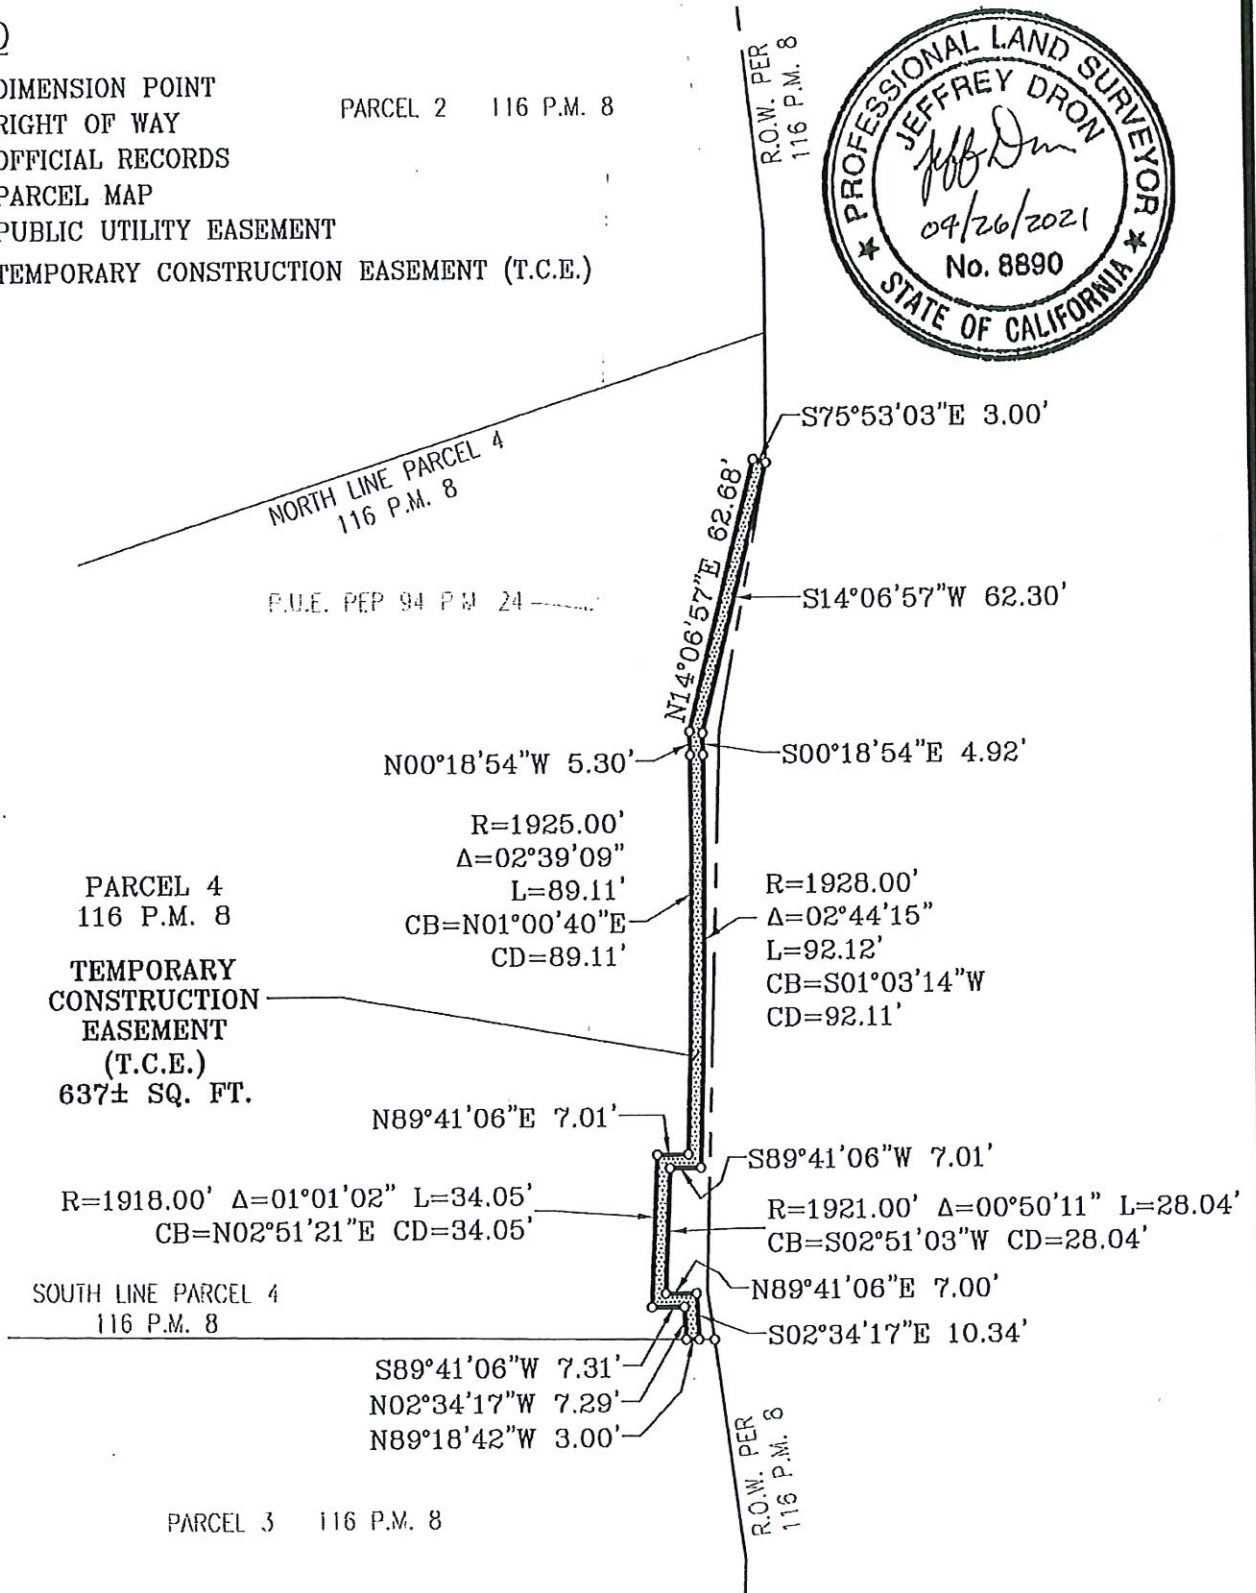 DIMENSION POINT
RIGHT OF WAY
OFFICIAL RECORDS
PARCEL MAP
PUBLIC UTILITY EASEMENT
TEMPORARY CONSTRUCTION EASEMENT (T.C.E.)
PARCEL 2 116 P.M. 8
R.O.W. PER
116 P.M. 8
PROFESSIONAL LAND SURVEYOR
JEFFREY DRON
Jeff Dron
04/26/2021
No. 8890
STATE OF CALIFORNIA
S75°53'03"E 3.00'
NORTH LINE PARCEL 4
116 P.M. 8
N14°06'57"E 62.68'
P.U.E. PEP 94 P M 24
S14°06'57"W 62.30'
N00°18'54"W 5.30'
S00°18'54"E 4.92'
R=1925.00'
Δ=02°39'09"
L=89.11'
CB=N01°00'40"E
CD=89.11'
R=1928.00'
Δ=02°44'15"
L=92.12'
CB=S01°03'14"W
CD=92.11'
PARCEL 4
116 P.M. 8
TEMPORARY
CONSTRUCTION
EASEMENT
(T.C.E.)
637± SQ. FT.
N89°41'06"E 7.01'
S89°41'06"W 7.01'
R=1918.00' Δ=01°01'02" L=34.05'
CB=N02°51'21"E CD=34.05'
R=1921.00' Δ=00°50'11" L=28.04'
CB=S02°51'03"W CD=28.04'
N89°41'06"E 7.00'
SOUTH LINE PARCEL 4
116 P.M. 8
S02°34'17"E 10.34'
S89°41'06"W 7.31'
N02°34'17"W 7.29'
N89°18'42"W 3.00'
R.O.W. PER
116 P.M. 8
PARCEL 3 116 P.M. 8